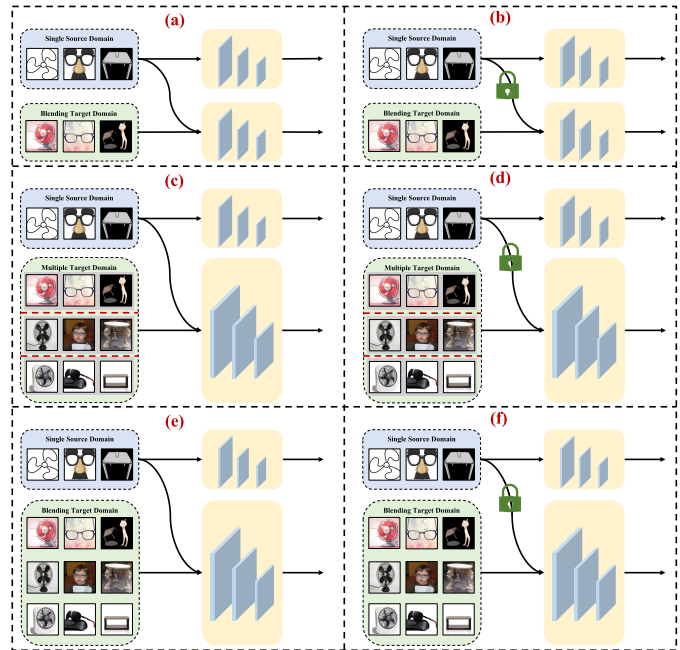 (a)
Single Source Domain
Blending Target Domain
(b)
Single Source Domain
Blending Target Domain
(c)
Single Source Domain
Multiple Target Domain
(d)
Single Source Domain
Multiple Target Domain
(e)
Single Source Domain
Blending Target Domain
(f)
Single Source Domain
Blending Target Domain